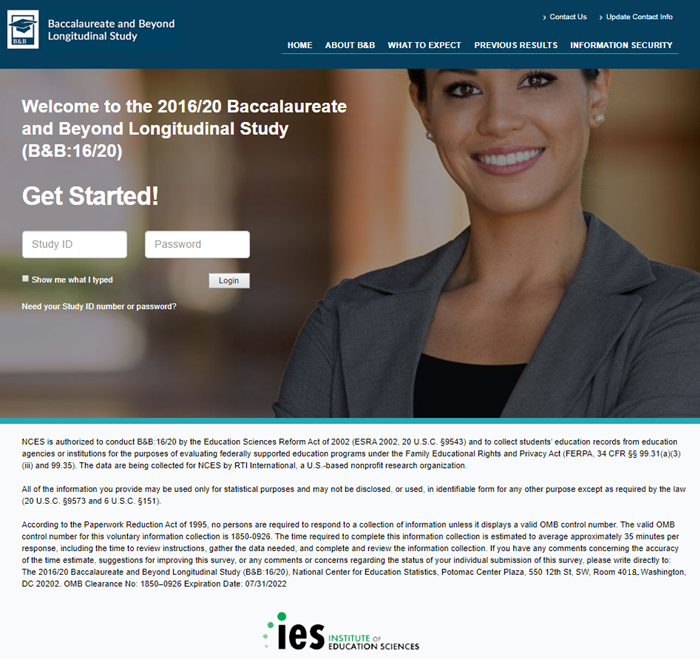 Contact Us
Update Contact Info
B&B
Baccalaureate and Beyond
Longitudinal Study
HOME ABOUT B&B WHAT TO EXPECT PREVIOUS RESULTS INFORMATION SECURITY
Welcome to the 2016/20 Baccalaureate
and Beyond Longitudinal Study
(B&B:16/20)
Get Started!
Study ID
Password
Show me what I typed
Login
Need your Study ID number or password?
NCES is authorized to conduct B&B:16/20 by the Education Sciences Reform Act of 2002 (ESRA 2002, 20 U.S.C. §9543) and to collect students' education records from education
agencies or institutions for the purposes of evaluating federally supported education programs under the Family Educational Rights and Privacy Act (FERPA, 34 CFR §§ 99.31(a)(3)
(iii) and 99.35). The data are being collected for NCES by RTI International, a U.S.-based nonprofit research organization.
All of the information you provide may be used only for statistical purposes and may not be disclosed, or used, in identifiable form for any other purpose except as required by the law
(20 U.S.C. §9573 and 6 U.S.C. §151).
According to the Paperwork Reduction Act of 1995, no persons are required to respond to a collection of information unless it displays a valid OMB control number. The valid OMB
control number for this voluntary information collection is 1850-0926. The time required to complete this information collection is estimated to average approximately 35 minutes per
response, including the time to review instructions, gather the data needed, and complete and review the information collection. If you have any comments concerning the accuracy
of the time estimate, suggestions for improving this survey, or any comments or concerns regarding the status of your individual submission of this survey, please write directly to:
The 2016/20 Baccalaureate and Beyond Longitudinal Study (B&B:16/20), National Center for Education Statistics, Potomac Center Plaza, 550 12th St, SW, Room 4018, Washington,
DC 20202. OMB Clearance No: 1850–0926 Expiration Date: 07/31/2022
ies INSTITUTE OF
EDUCATION SCIENCES